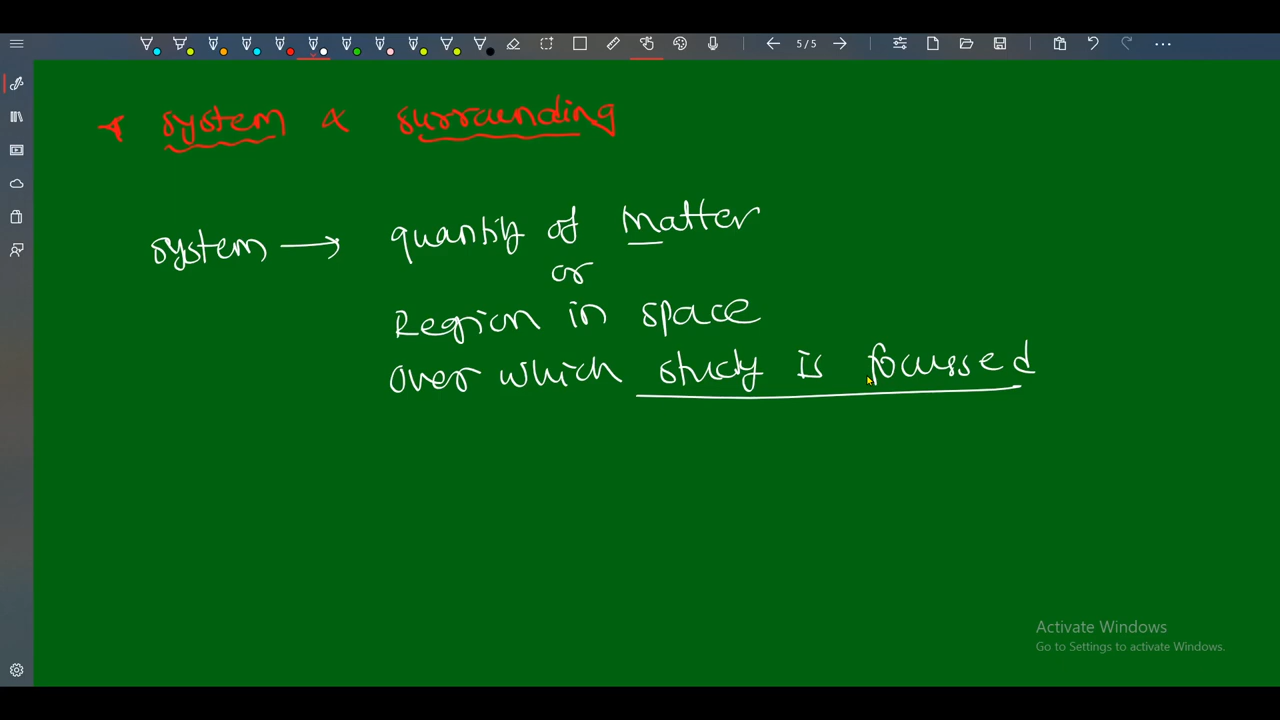 5/5
system & surrounding
system → quantity of matter
or
Region in space
over which study is focussed
Activate Windows
Go to Settings to activate Windows.